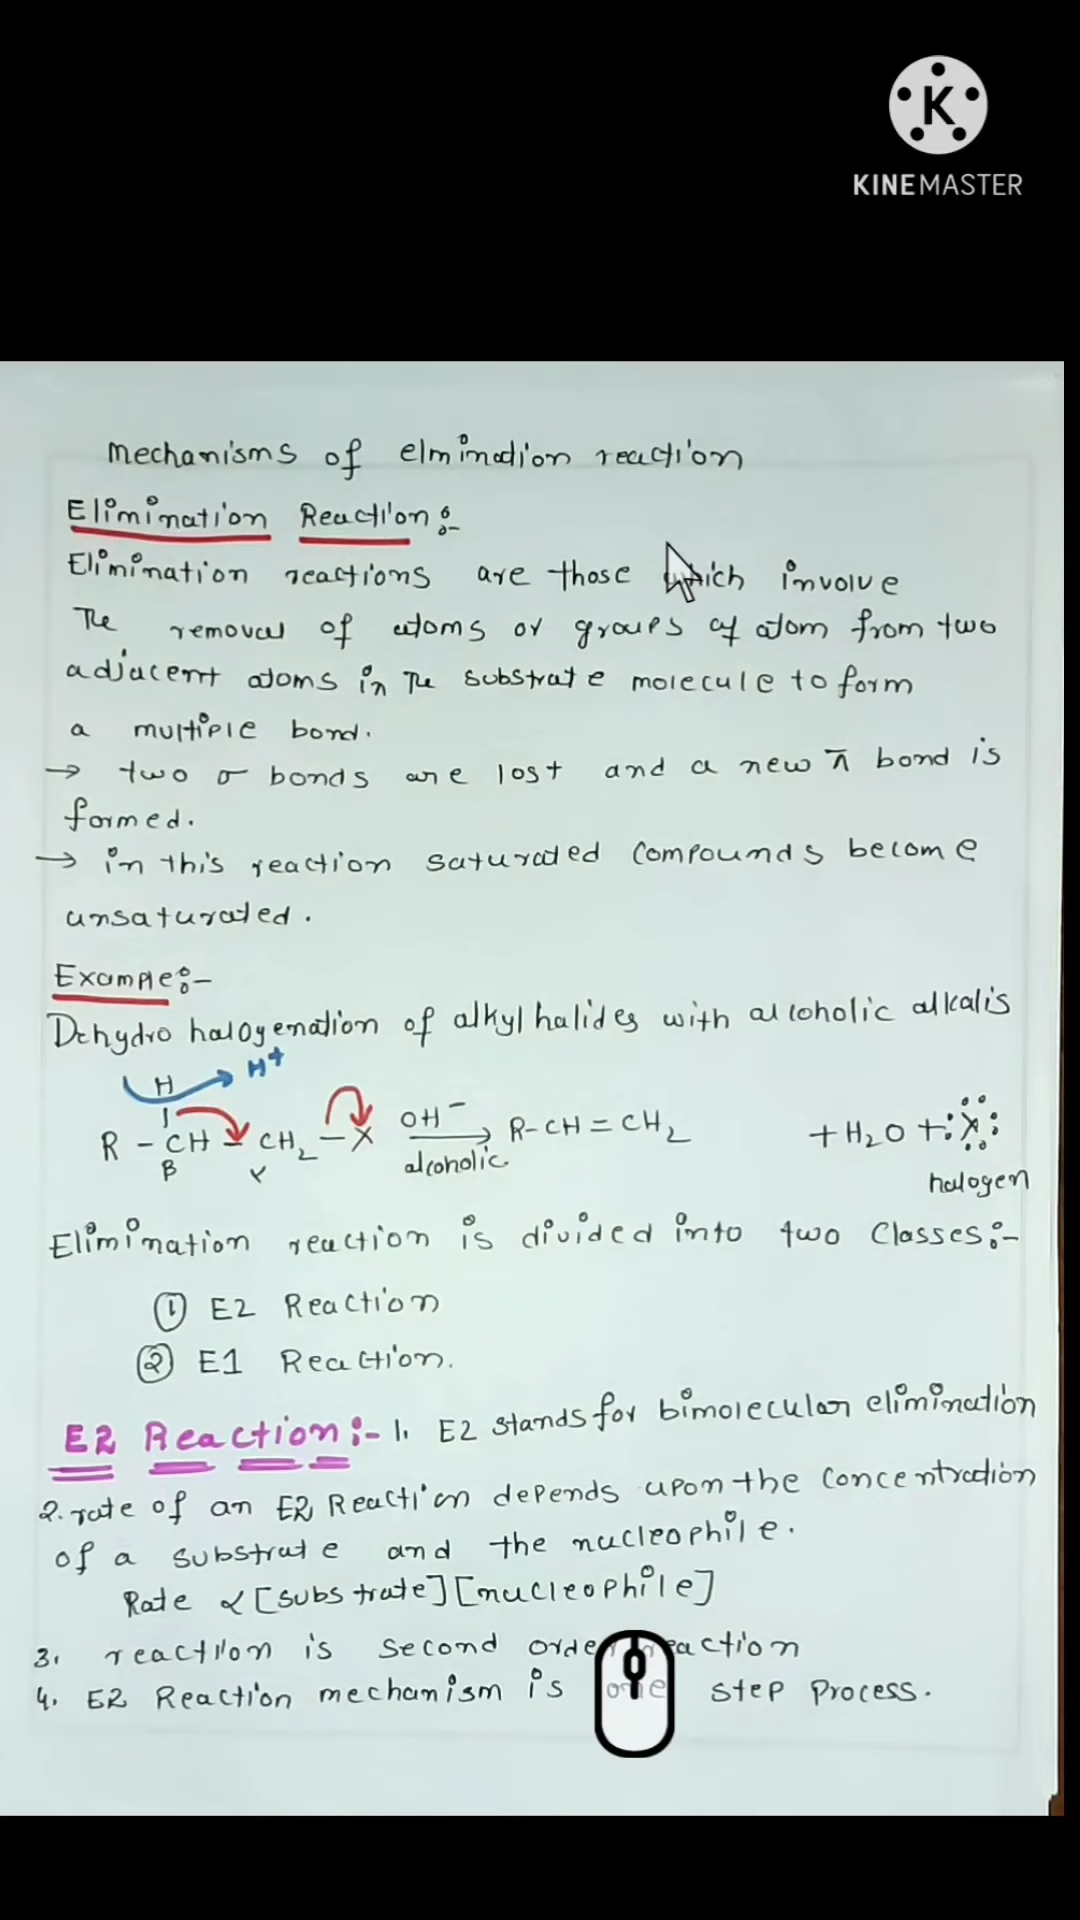 K
KINEMASTER
Mechanisms of elmination reaction
Elimination Reaction:-
Elimination reactions are those which involve
The removal of atoms or groups of atom from two
adjacent atoms in The substrate molecule to form
a multiple bond.
→ two σ bonds are lost and a new π bond is
formed.
→ in this reaction saturated compounds become
unsaturated.
Example:-
Dehydro halogenation of alkyl halides with alcoholic alkalis
H H⁺
R - CH - CH₂ - X OH⁻ → R-CH=CH₂ + H₂O + :X:
β α alcoholic halogen
Elimination reaction is divided into two Classes:-
① E2 Reaction
② E1 Reaction.
E2 Reaction:- 1. E2 stands for bimolecular elimination
2. rate of an E2 Reaction depends upon the concentration
of a substrate and the nucleophile.
Rate α [substrate][nucleophile]
3. reaction is second order reaction
4. E2 Reaction mechanism is one step process.